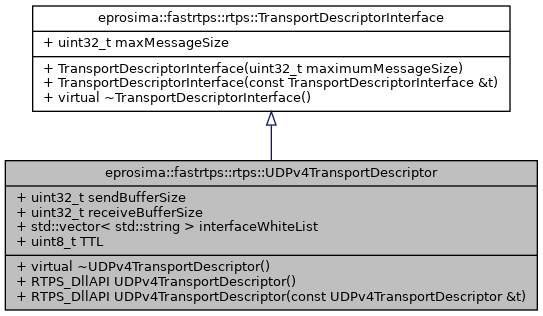 eprosima::fastrtps::rtps::TransportDescriptorInterface
+ uint32_t maxMessageSize
+ TransportDescriptorInterface(uint32_t maximumMessageSize)
+ TransportDescriptorInterface(const TransportDescriptorInterface &t)
+ virtual ~TransportDescriptorInterface()
eprosima::fastrtps::rtps::UDPv4TransportDescriptor
+ uint32_t sendBufferSize
+ uint32_t receiveBufferSize
+ std::vector< std::string > interfaceWhiteList
+ uint8_t TTL
+ virtual ~UDPv4TransportDescriptor()
+ RTPS_DllAPI UDPv4TransportDescriptor()
+ RTPS_DllAPI UDPv4TransportDescriptor(const UDPv4TransportDescriptor &t)